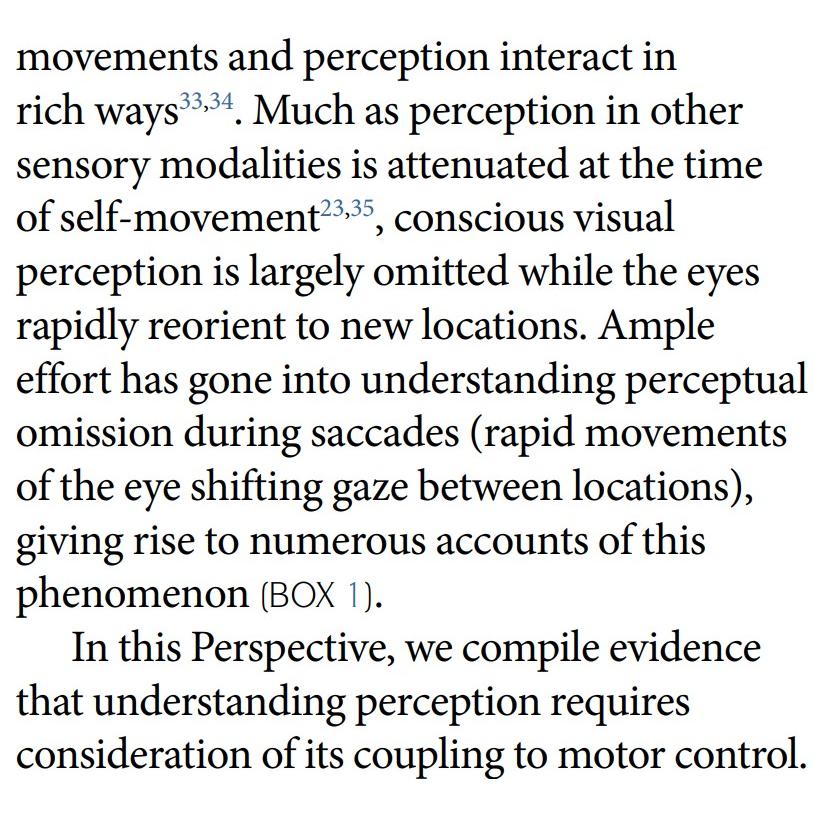 movements and perception interact in
rich ways33,34. Much as perception in other
sensory modalities is attenuated at the time
of self-movement23,35, conscious visual
perception is largely omitted while the eyes
rapidly reorient to new locations. Ample
effort has gone into understanding perceptual
omission during saccades (rapid movements
of the eye shifting gaze between locations),
giving rise to numerous accounts of this
phenomenon (BOX 1).
In this Perspective, we compile evidence
that understanding perception requires
consideration of its coupling to motor control.